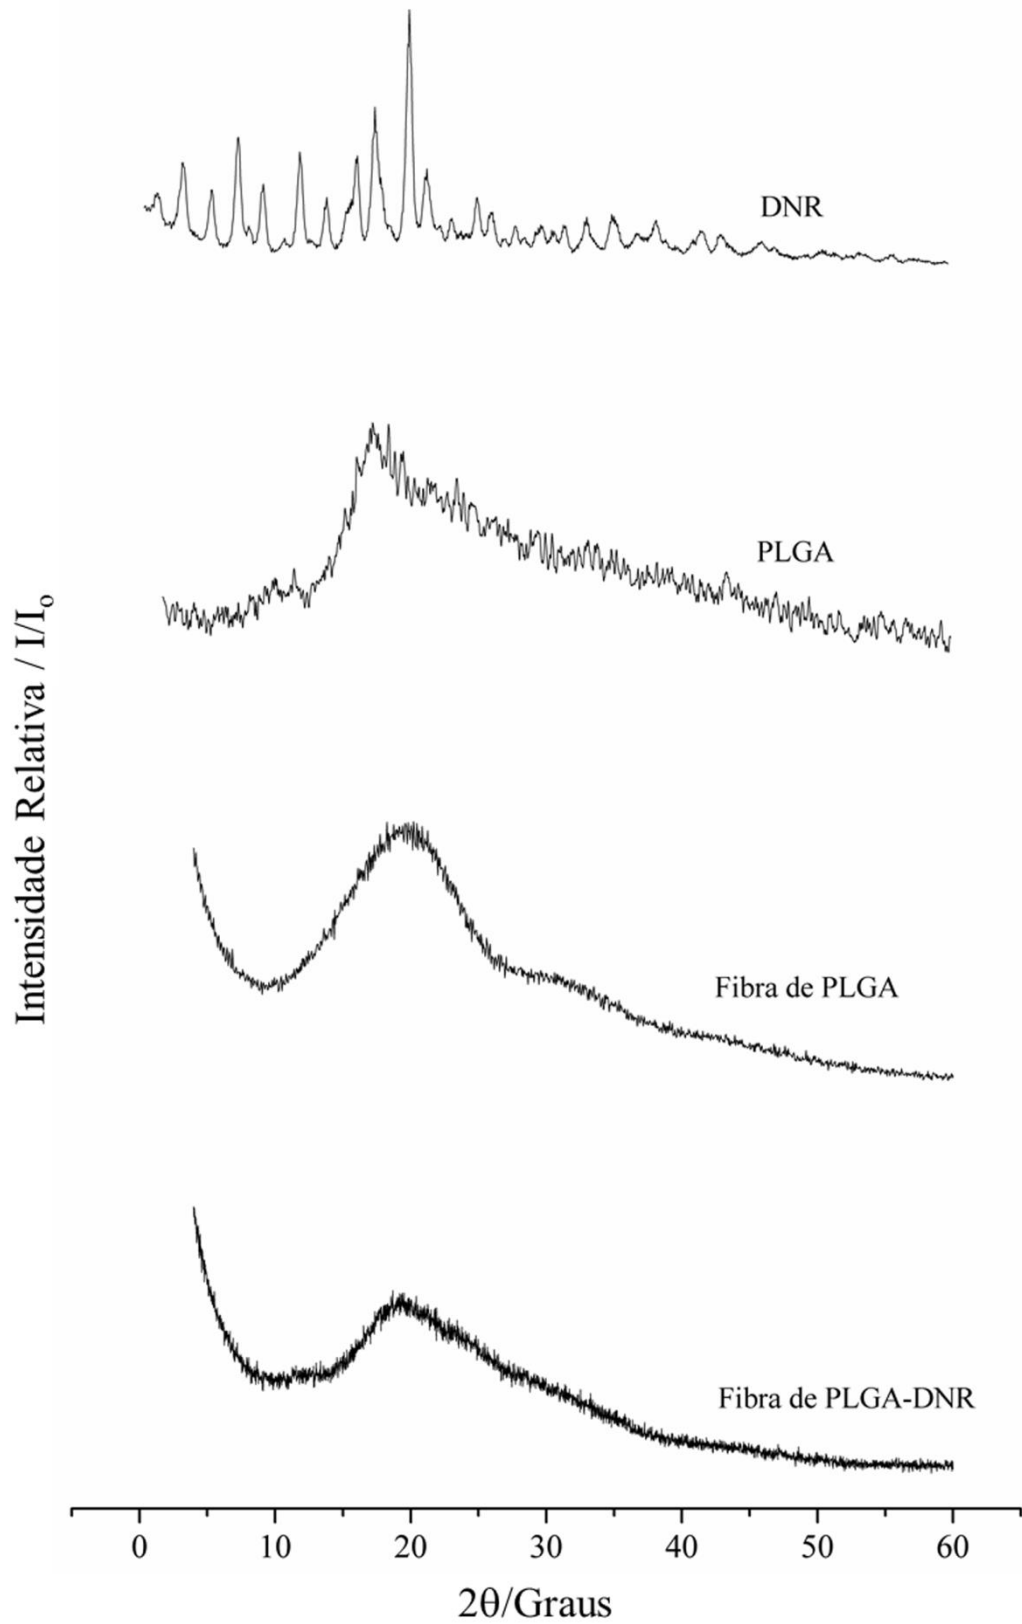 DNR
PLGA
Intensidade Relativa / I/Io
Fibra de PLGA
Fibra de PLGA-DNR
0 10 20 30 40 50 60
2θ/Graus